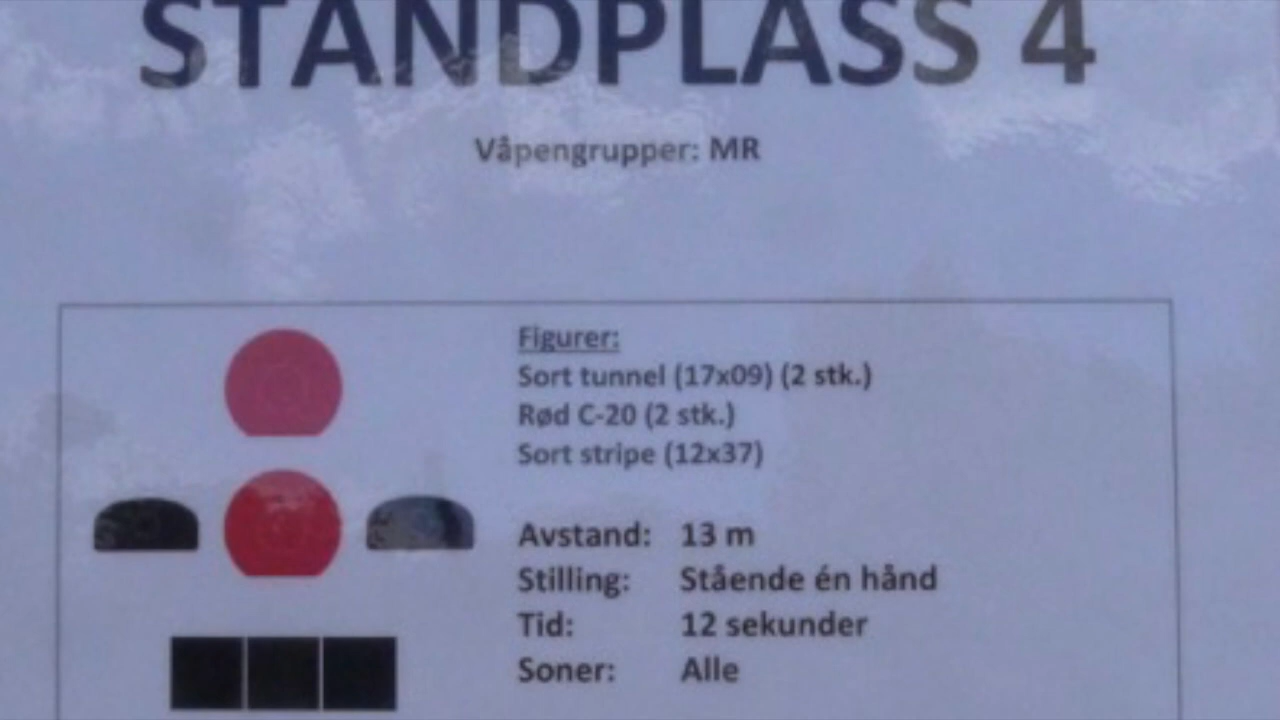 STANDPLASS 4
Våpengrupper: MR
Figurer:
Sort tunnel (17x09) (2 stk.)
Rød C-20 (2 stk.)
Sort stripe (12x37)
Avstand: 13 m
Stilling: Stående én hånd
Tid: 12 sekunder
Soner: Alle